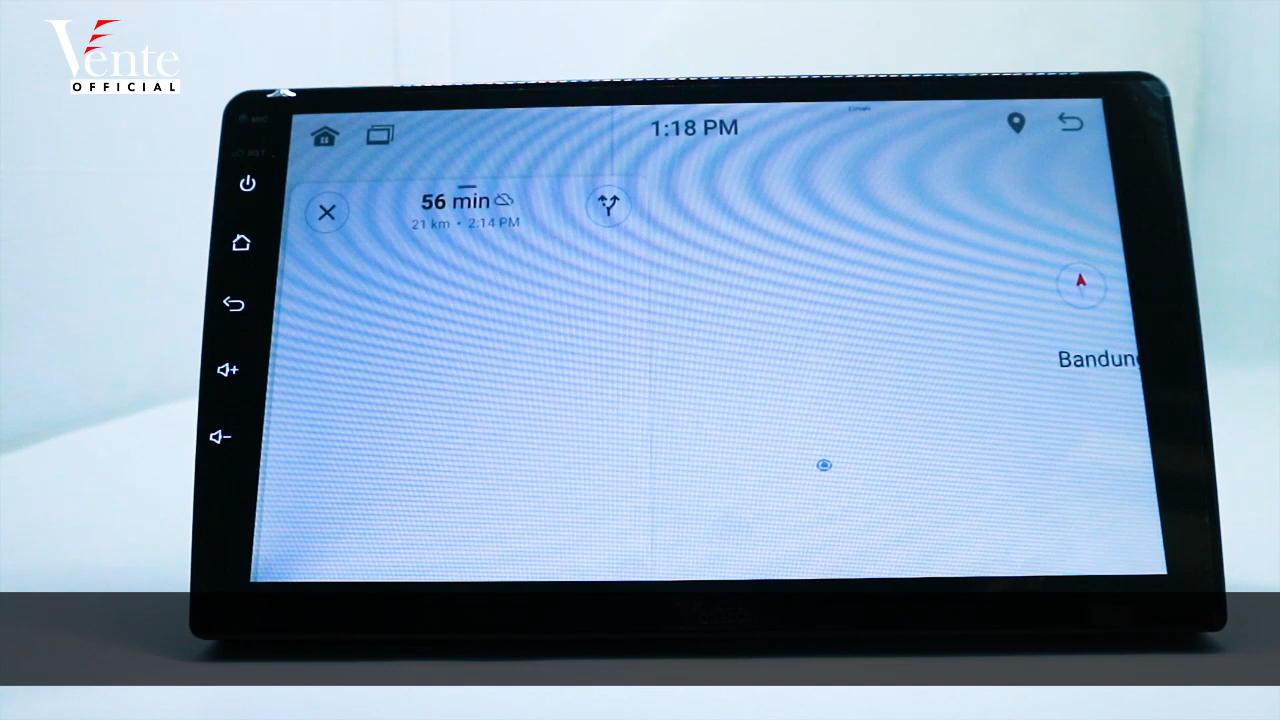 Vente
OFFICIAL
MIC
RST
1:18 PM
56 min
21 km • 2:14 PM
Bandung